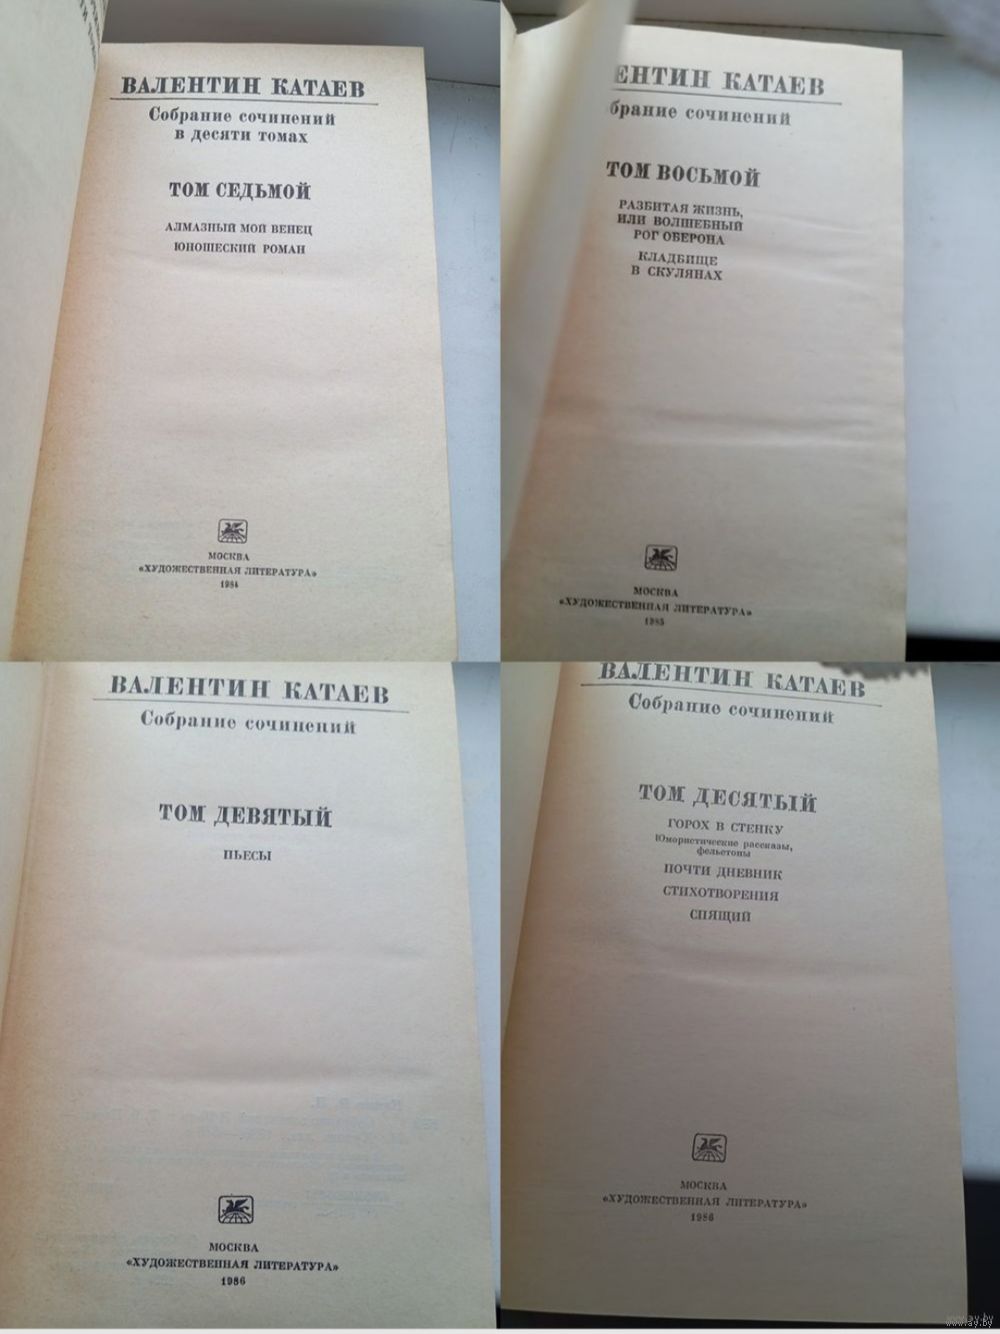 ВАЛЕНТИН КАТАЕВ
Собрание сочинений
в десяти томах
ТОМ СЕДЬМОЙ
АЛМАЗНЫЙ МОЙ ВЕНЕЦ
ЮНОШЕСКИЙ РОМАН
МОСКВА
«ХУДОЖЕСТВЕННАЯ ЛИТЕРАТУРА»
1984
ЕНТИН КАТАЕВ
брание сочинений
ТОМ ВОСЬМОЙ
РАЗБИТАЯ ЖИЗНЬ,
ИЛИ ВОЛШЕБНЫЙ
РОГ ОБЕРОНА
КЛАДБИЩЕ
В СКУЛЯНАХ
МОСКВА
«ХУДОЖЕСТВЕННАЯ ЛИТЕРАТУРА»
1985
ВАЛЕНТИН КАТАЕВ
Собрание сочинений
ТОМ ДЕВЯТЫЙ
ПЬЕСЫ
МОСКВА
«ХУДОЖЕСТВЕННАЯ ЛИТЕРАТУРА»
1986
ВАЛЕНТИН КАТАЕВ
Собрание сочинений
ТОМ ДЕСЯТЫЙ
ГОРОХ В СТЕНКУ
Юмористические рассказы,
фельетоны
ПОЧТИ ДНЕВНИК
СТИХОТВОРЕНИЯ
СПЯЩИЙ
МОСКВА
«ХУДОЖЕСТВЕННАЯ ЛИТЕРАТУРА»
1986
www.ay.by